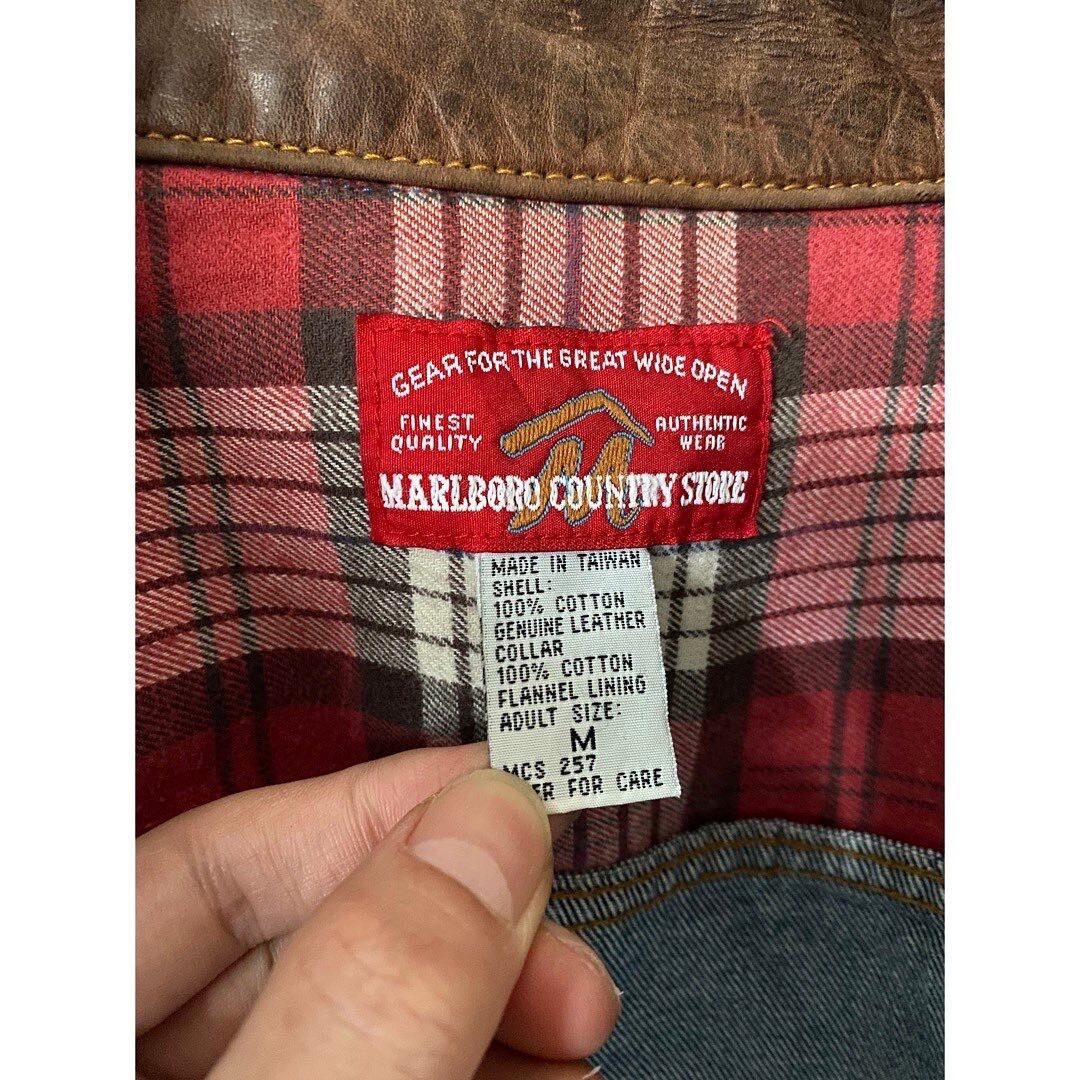 GEAR FOR THE GREAT WIDE OPEN
FINEST QUALITY
AUTHENTIC WEAR
MARLBORO COUNTRY STORE
MADE IN TAIWAN
SHELL:
100% COTTON
GENUINE LEATHER
COLLAR
100% COTTON
FLANNEL LINING
ADULT SIZE:
M
MCS 257
FOR CARE